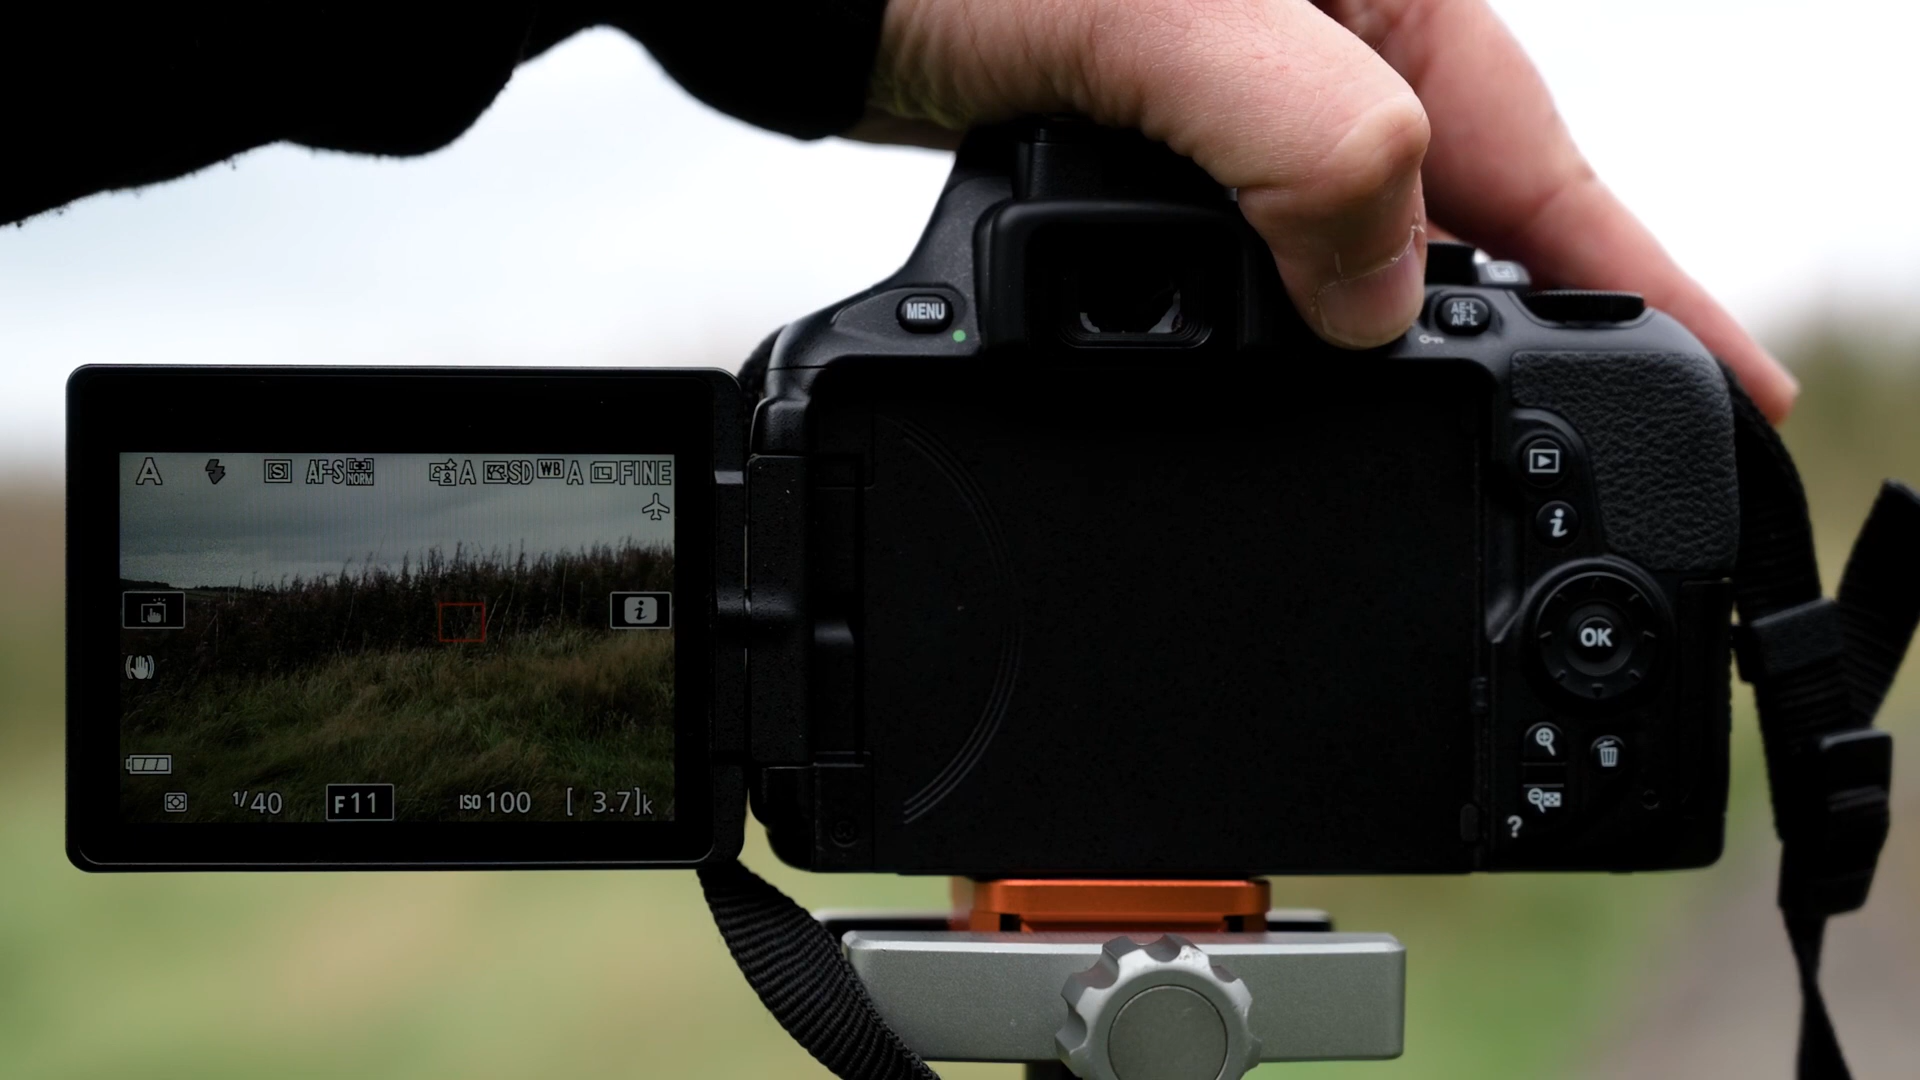 MENU
AE-L
AF-L
A S AF-S NORM A SD WB A L FINE
i
i
OK
1/40 F11 ISO 100 [ 3.7]k
?